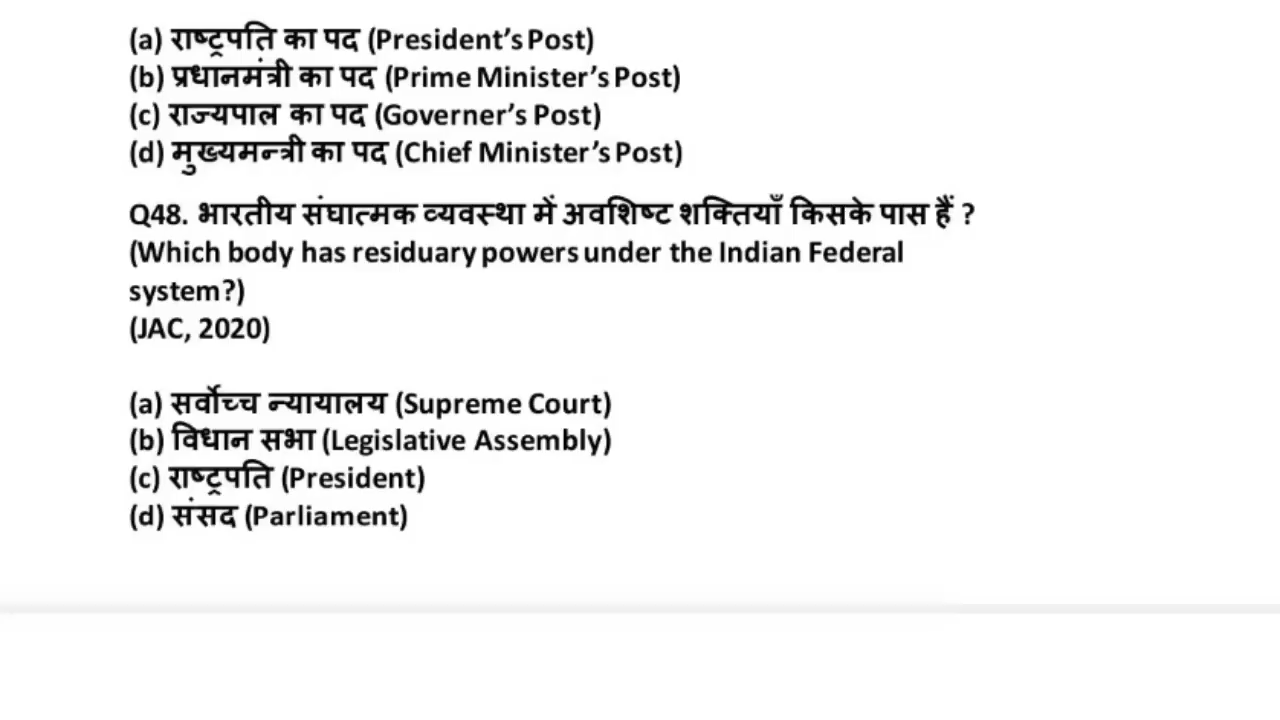 (a) राष्ट्रपति का पद (President’s Post)
(b) प्रधानमंत्री का पद (Prime Minister’s Post)
(c) राज्यपाल का पद (Governer’s Post)
(d) मुख्यमन्त्री का पद (Chief Minister’s Post)
Q48. भारतीय संघात्मक व्यवस्था में अवशिष्ट शक्तियाँ किसके पास हैं ?
(Which body has residuary powers under the Indian Federal
system?)
(JAC, 2020)
(a) सर्वोच्च न्यायालय (Supreme Court)
(b) विधान सभा (Legislative Assembly)
(c) राष्ट्रपति (President)
(d) संसद (Parliament)